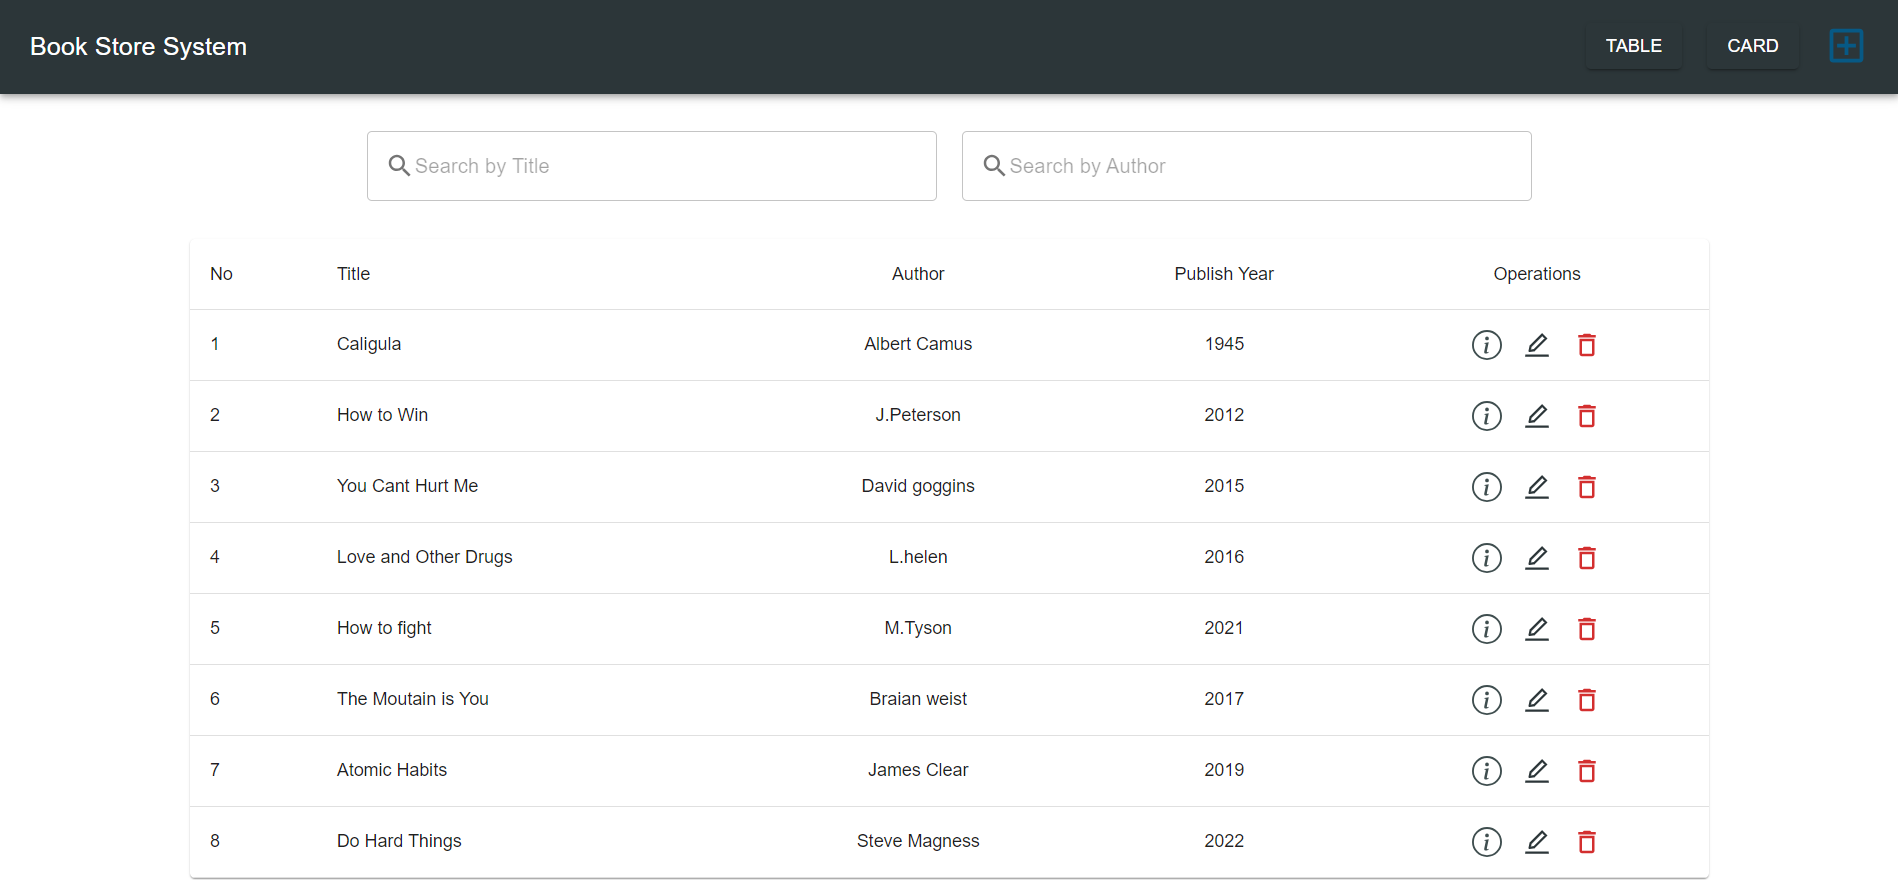 Book Store System TABLE CARD
Search by Title Search by Author
No Title Author Publish Year Operations
1 Caligula Albert Camus 1945
2 How to Win J.Peterson 2012
3 You Cant Hurt Me David goggins 2015
4 Love and Other Drugs L.helen 2016
5 How to fight M.Tyson 2021
6 The Moutain is You Braian weist 2017
7 Atomic Habits James Clear 2019
8 Do Hard Things Steve Magness 2022